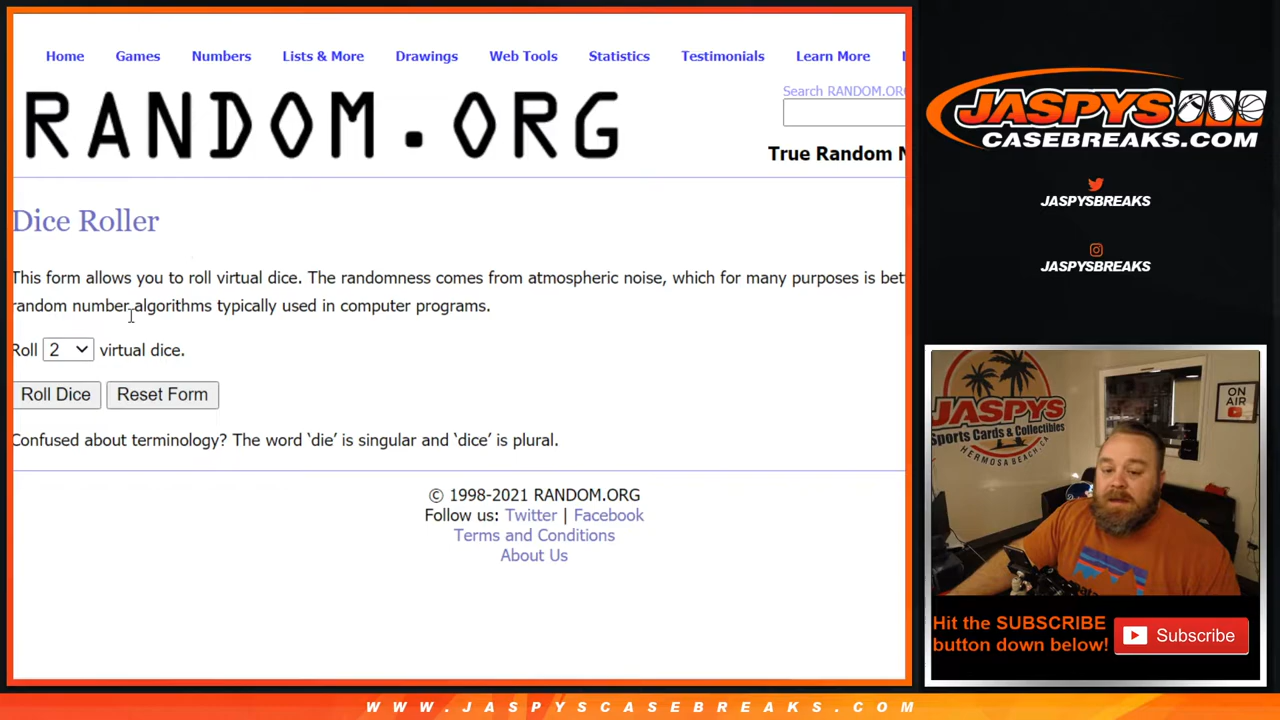 Home Games Numbers Lists & More Drawings Web Tools Statistics Testimonials Learn More
Search RANDOM.ORG
RANDOM.ORG
True Random N
Dice Roller
This form allows you to roll virtual dice. The randomness comes from atmospheric noise, which for many purposes is bet
random number algorithms typically used in computer programs.
Roll 2 virtual dice.
Roll Dice Reset Form
Confused about terminology? The word ‘die’ is singular and ‘dice’ is plural.
© 1998-2021 RANDOM.ORG
Follow us: Twitter | Facebook
Terms and Conditions
About Us
JASPYS
CASEBREAKS.COM
JASPYSBREAKS
JASPYSBREAKS
JASPYS
Sports Cards & Collectibles
HERMOSA BEACH, CA
ON
AIR
Hit the SUBSCRIBE
button down below!
Subscribe
WWW.JASPYSCASEBREAKS.COM